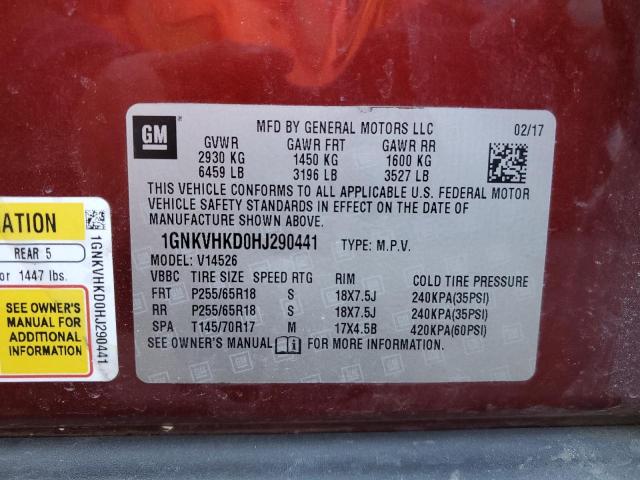 GM
MFD BY GENERAL MOTORS LLC 02/17
GVWR GAWR FRT GAWR RR
2930 KG 1450 KG 1600 KG
6459 LB 3196 LB 3527 LB
THIS VEHICLE CONFORMS TO ALL APPLICABLE U.S. FEDERAL MOTOR
VEHICLE SAFETY STANDARDS IN EFFECT ON THE DATE OF
MANUFACTURE SHOWN ABOVE.
1GNKVHKD0HJ290441 TYPE: M.P.V.
MODEL: V14526
VBBC TIRE SIZE SPEED RTG RIM COLD TIRE PRESSURE
FRT P255/65R18 S 18X7.5J 240KPA(35PSI)
RR P255/65R18 S 18X7.5J 240KPA(35PSI)
SPA T145/70R17 M 17X4.5B 420KPA(60PSI)
SEE OWNER'S MANUAL FOR MORE INFORMATION.
ATION
REAR 5
or 1447 lbs.
SEE OWNER'S
MANUAL FOR
ADDITIONAL
INFORMATION
1GNKVHKD0HJ290441